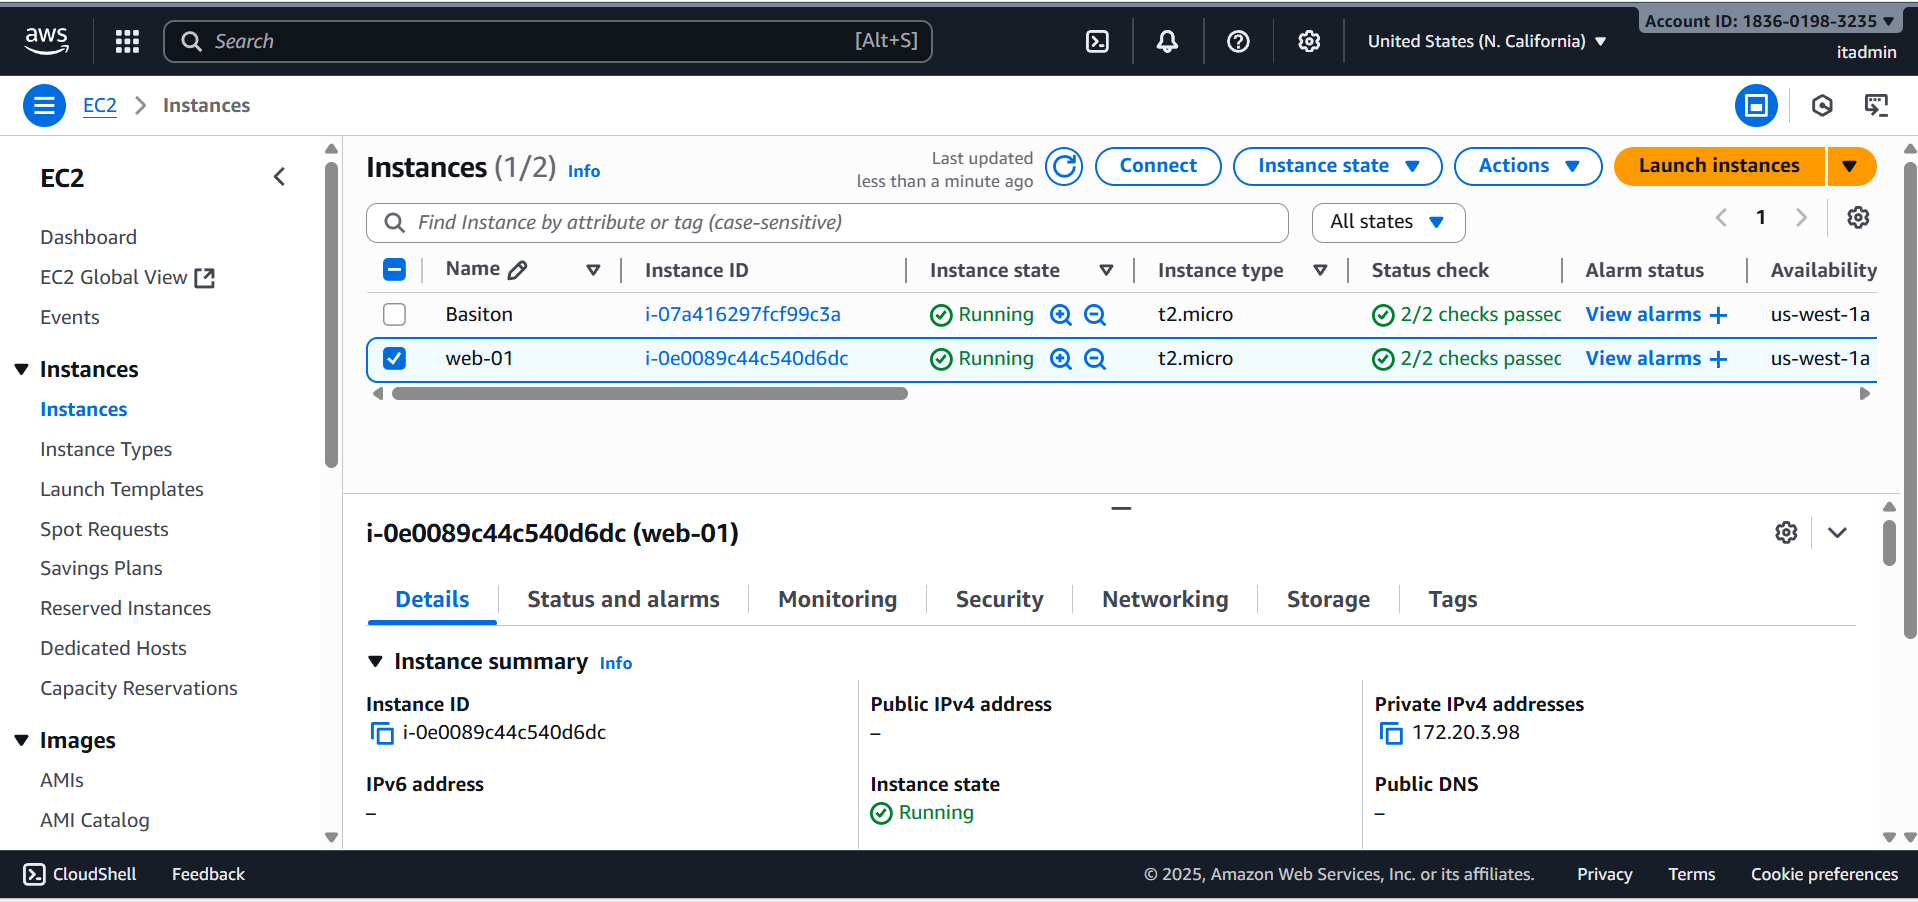 aws
Search [Alt+S]
United States (N. California)
Account ID: 1836-0198-3235
itadmin
EC2 Instances
EC2
Dashboard
EC2 Global View
Events
Instances
Instances
Instance Types
Launch Templates
Spot Requests
Savings Plans
Reserved Instances
Dedicated Hosts
Capacity Reservations
Images
AMIs
AMI Catalog
Instances (1/2) Info
Last updated
less than a minute ago
Connect
Instance state
Actions
Launch instances
Find Instance by attribute or tag (case-sensitive)
All states
1
Name Instance ID Instance state Instance type Status check Alarm status Availability
Basiton i-07a416297fcf99c3a Running t2.micro 2/2 checks passec View alarms + us-west-1a
web-01 i-0e0089c44c540d6dc Running t2.micro 2/2 checks passec View alarms + us-west-1a
i-0e0089c44c540d6dc (web-01)
Details Status and alarms Monitoring Security Networking Storage Tags
Instance summary Info
Instance ID
i-0e0089c44c540d6dc
Public IPv4 address
–
Private IPv4 addresses
172.20.3.98
IPv6 address
–
Instance state
Running
Public DNS
–
CloudShell Feedback © 2025, Amazon Web Services, Inc. or its affiliates. Privacy Terms Cookie preferences